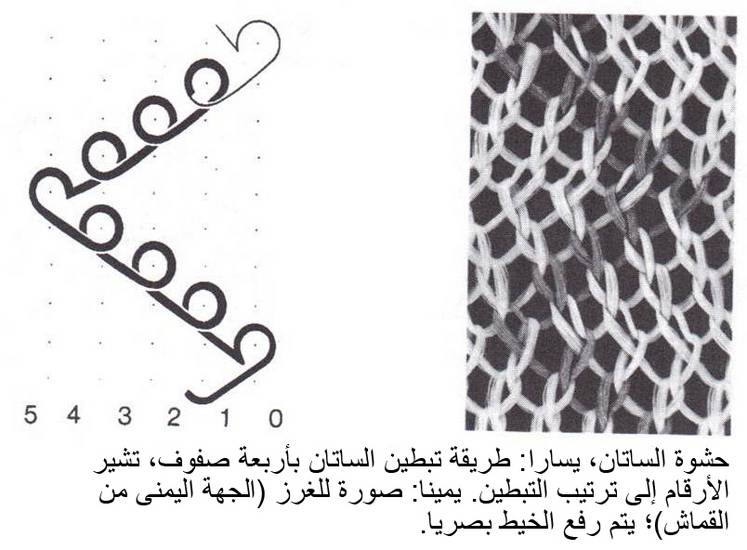 5 4 3 2 1 0
حشوة الساتان، يسارا: طريقة تبطين الساتان بأربعة صفوف، تشير
الأرقام إلى ترتيب التبطين. يمينا: صورة للغرز (الجهة اليمنى من
القماش)؛ يتم رفع الخيط بصريا.